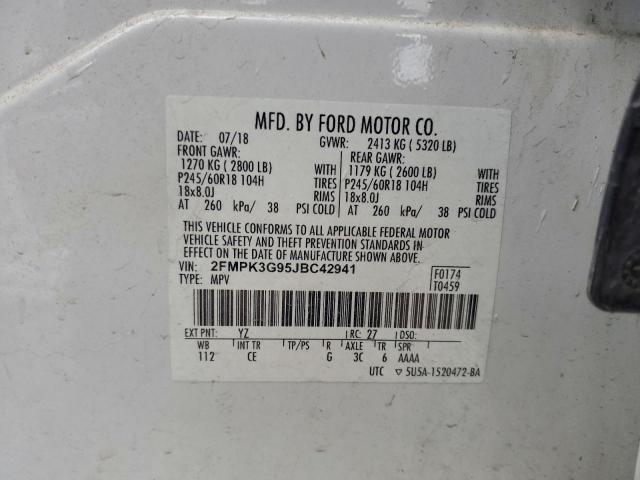 MFD. BY FORD MOTOR CO.
DATE: 07/18 GVWR: 2413 KG ( 5320 LB)
FRONT GAWR: REAR GAWR:
1270 KG ( 2800 LB) WITH 1179 KG ( 2600 LB) WITH
P245/60R18 104H TIRES P245/60R18 104H TIRES
18x8.0J RIMS 18x8.0J RIMS
AT 260 kPa/ 38 PSI COLD AT 260 kPa/ 38 PSI COLD
THIS VEHICLE CONFORMS TO ALL APPLICABLE FEDERAL MOTOR
VEHICLE SAFETY AND THEFT PREVENTION STANDARDS IN
EFFECT ON THE DATE OF MANUFACTURE SHOWN ABOVE.
VIN: 2FMPK3G95JBC42941 F0174
TYPE: MPV T0459
EXT PNT: YZ RC: 27 DSO:
WB INT TR TP/PS R AXLE TR SPR
112 CE G 3C 6 AAAA
UTC ▽ 5U5A-1520472-BA